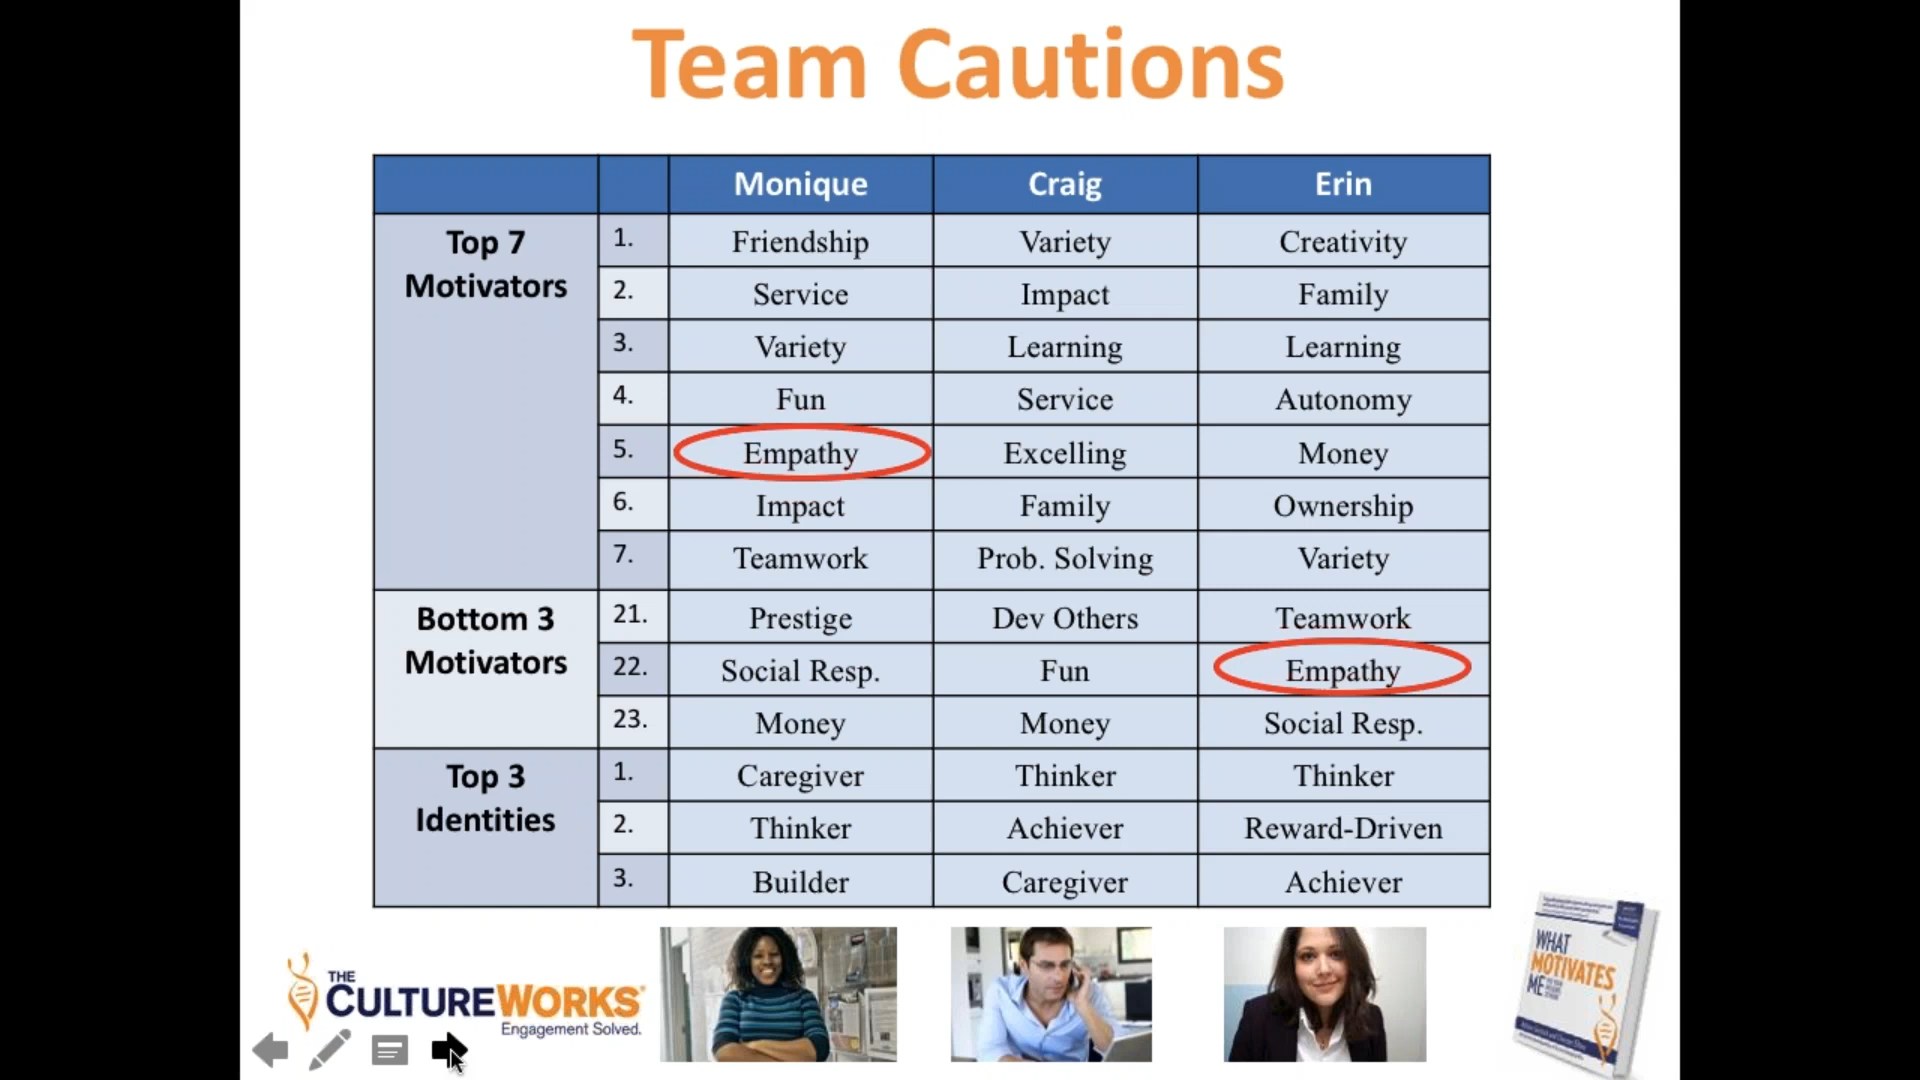 Team Cautions
Monique Craig Erin
Top 7 Motivators 1. Friendship Variety Creativity
2. Service Impact Family
3. Variety Learning Learning
4. Fun Service Autonomy
5. Empathy Excelling Money
6. Impact Family Ownership
7. Teamwork Prob. Solving Variety
Bottom 3 Motivators 21. Prestige Dev Others Teamwork
22. Social Resp. Fun Empathy
23. Money Money Social Resp.
Top 3 Identities 1. Caregiver Thinker Thinker
2. Thinker Achiever Reward-Driven
3. Builder Caregiver Achiever
THE
CULTUREWORKS
Engagement Solved.
WHAT
MOTIVATES
ME